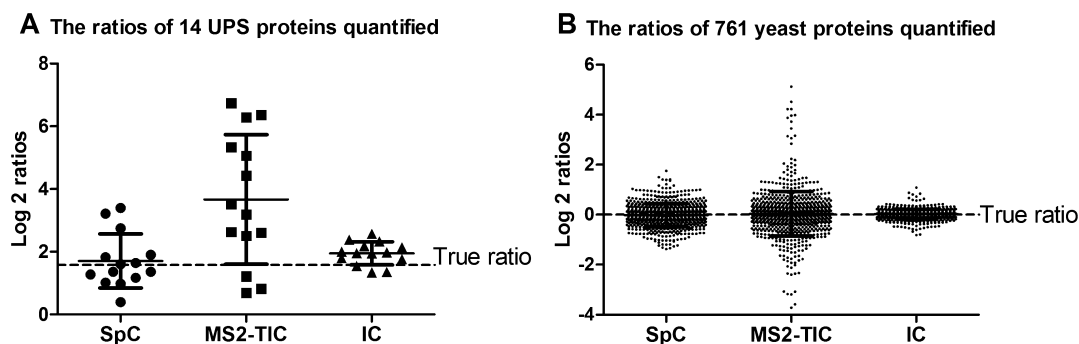 A The ratios of 14 UPS proteins quantified
Log 2 ratios
8
6
4
2
0
True ratio
SpC MS2-TIC IC
B The ratios of 761 yeast proteins quantified
Log 2 ratios
6
4
2
0
-2
-4
True ratio
SpC MS2-TIC IC